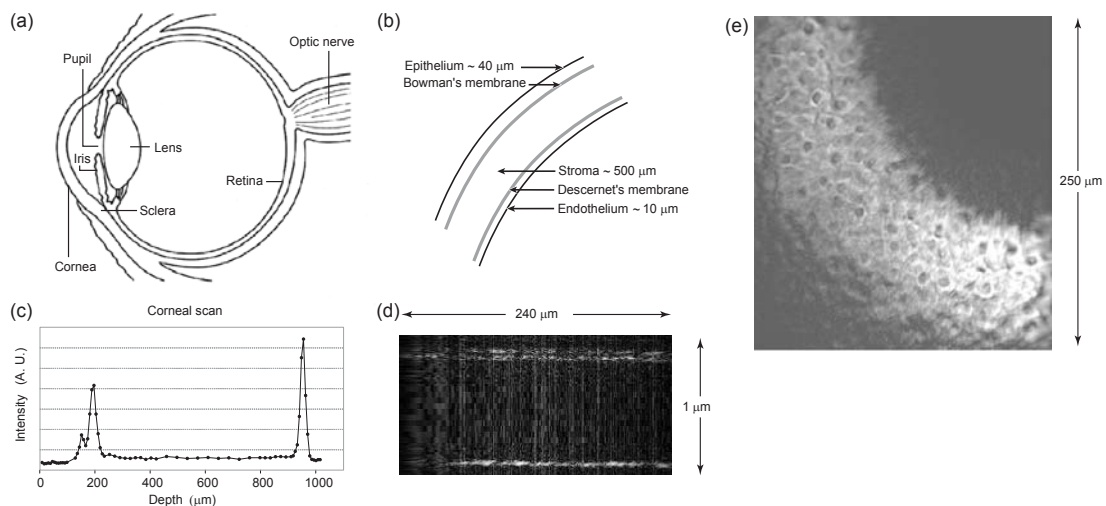 (a)
Pupil
Optic nerve
Lens
Iris
Retina
Sclera
Cornea
(b)
Epithelium ~ 40 μm
Bowman's membrane
Stroma ~ 500 μm
Descernet's membrane
Endothelium ~ 10 μm
(c)
Corneal scan
Intensity (A. U.)
0 200 400 600 800 1000
Depth (μm)
(d)
240 μm
1 μm
(e)
250 μm